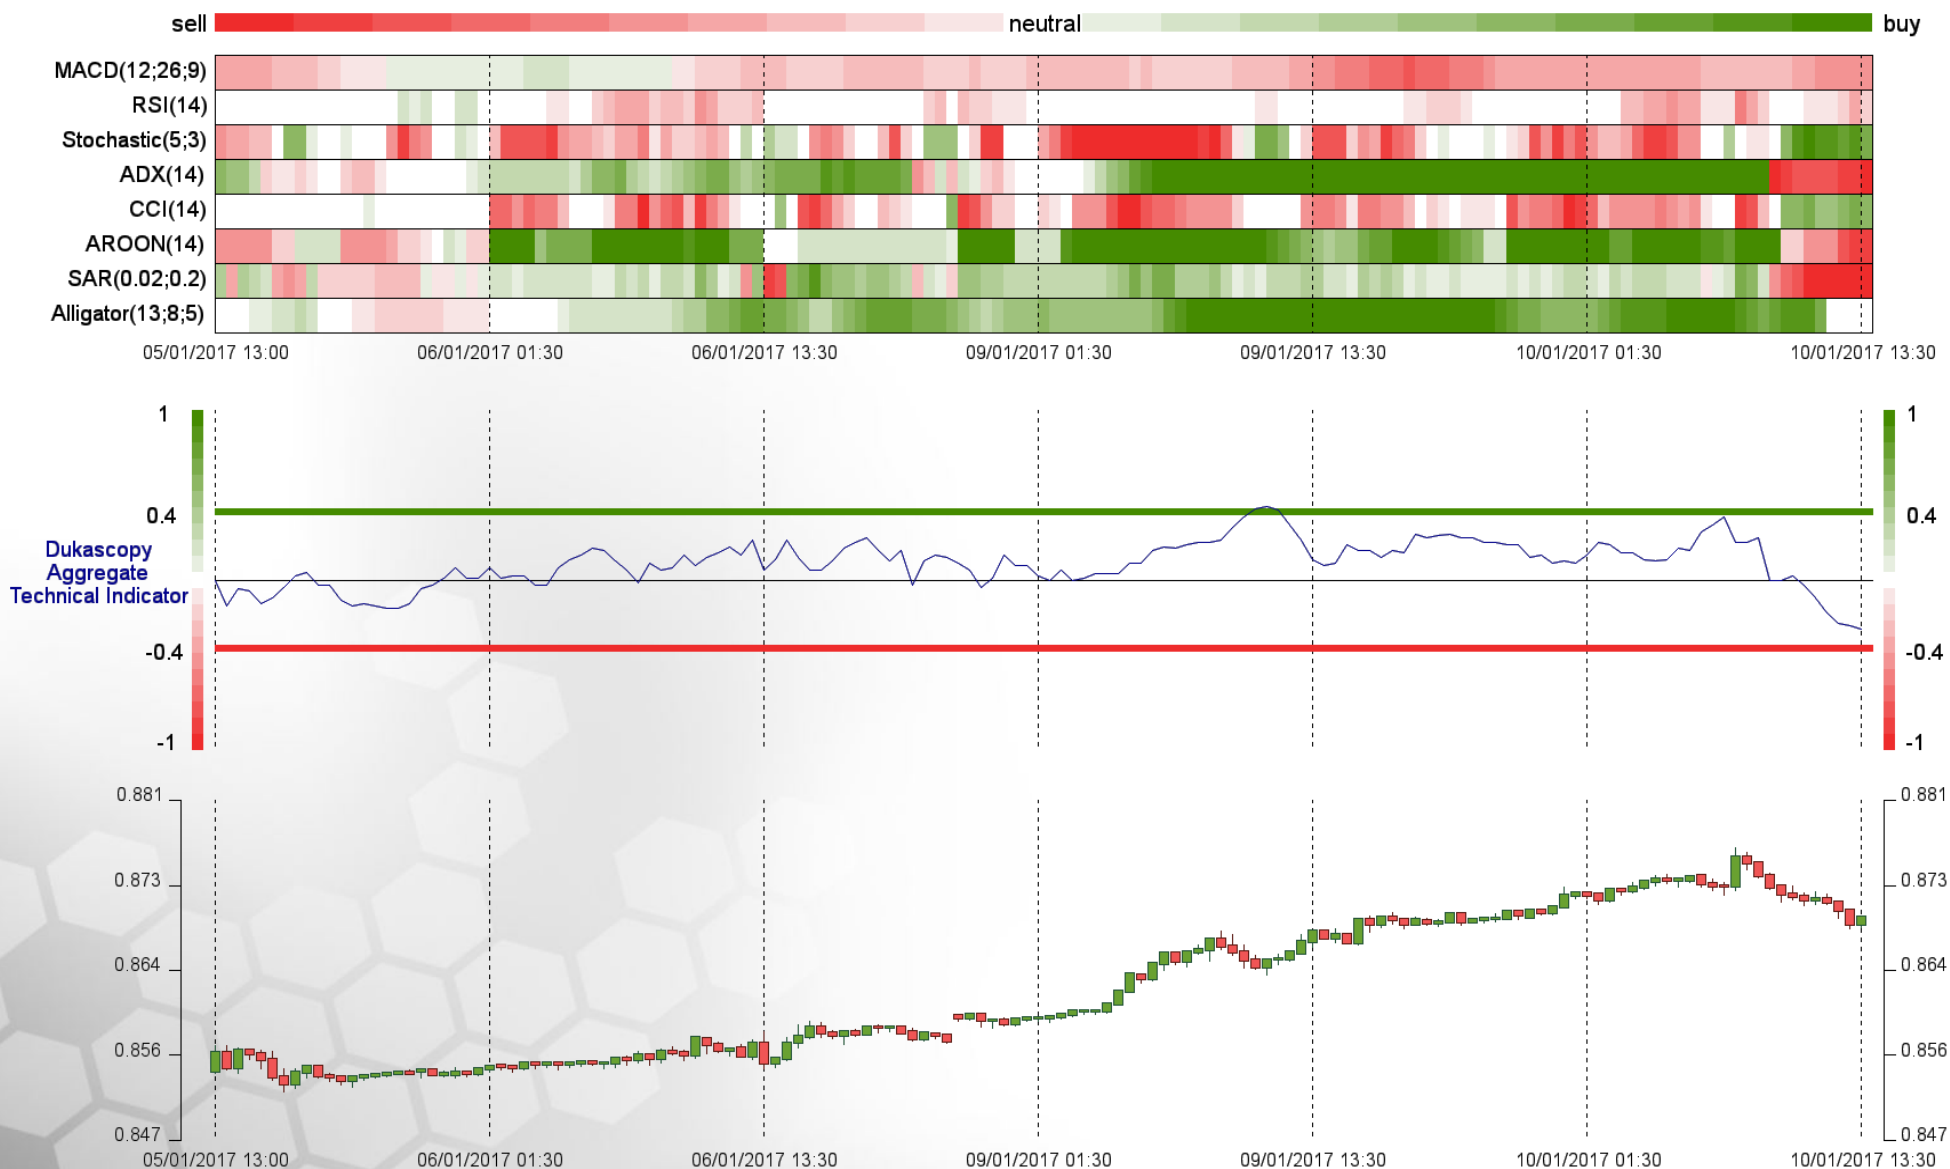 sell neutral buy
MACD(12;26;9)
RSI(14)
Stochastic(5;3)
ADX(14)
CCI(14)
AROON(14)
SAR(0.02;0.2)
Alligator(13;8;5)
05/01/2017 13:00 06/01/2017 01:30 06/01/2017 13:30 09/01/2017 01:30 09/01/2017 13:30 10/01/2017 01:30 10/01/2017 13:30
1 1
0.4 0.4
Dukascopy
Aggregate
Technical Indicator
-0.4 -0.4
-1 -1
0.881 0.881
0.873 0.873
0.864 0.864
0.856 0.856
0.847 0.847
05/01/2017 13:00 06/01/2017 01:30 06/01/2017 13:30 09/01/2017 01:30 09/01/2017 13:30 10/01/2017 01:30 10/01/2017 13:30